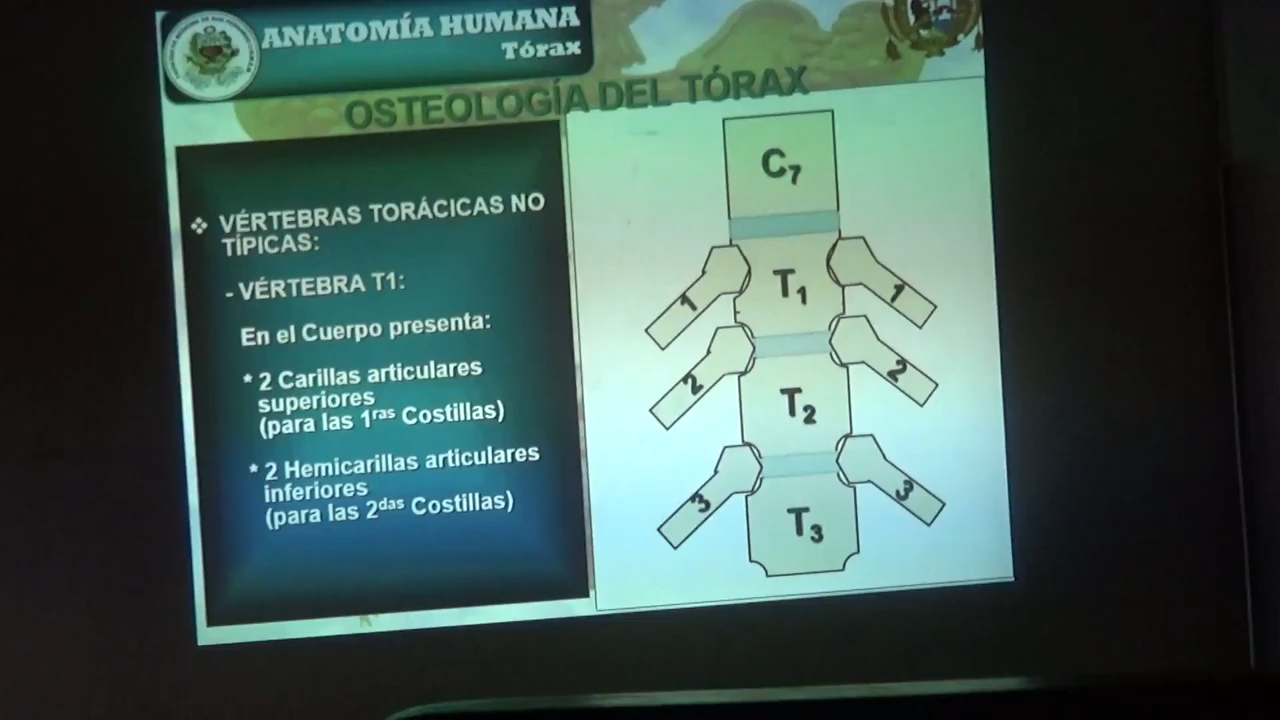 ANATOMÍA HUMANA
Tórax
OSTEOLOGÍA DEL TÓRAX
❖ VÉRTEBRAS TORÁCICAS NO
TÍPICAS:
- VÉRTEBRA T1:
En el Cuerpo presenta:
* 2 Carillas articulares
superiores
(para las 1ras Costillas)
* 2 Hemicarillas articulares
inferiores
(para las 2das Costillas)
C7
T1
1
1
T2
2
2
T3
3
3